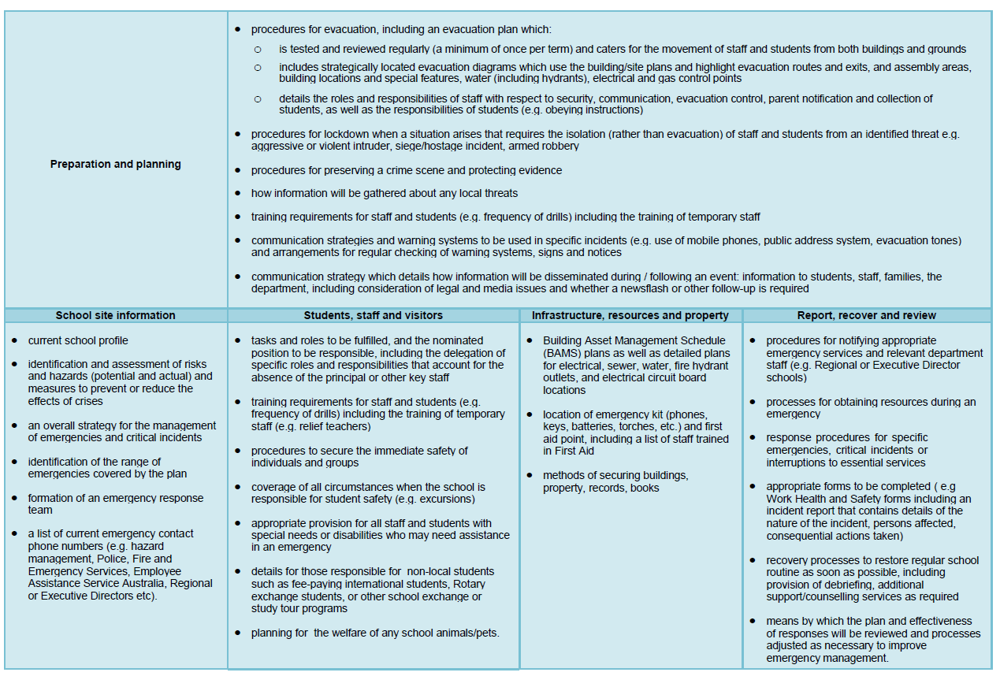 Preparation and planning
● procedures for evacuation, including an evacuation plan which:
○ is tested and reviewed regularly (a minimum of once per term) and caters for the movement of staff and students from both buildings and grounds
○ includes strategically located evacuation diagrams which use the building/site plans and highlight evacuation routes and exits, and assembly areas,
building locations and special features, water (including hydrants), electrical and gas control points
○ details the roles and responsibilities of staff with respect to security, communication, evacuation control, parent notification and collection of
students, as well as the responsibilities of students (e.g. obeying instructions)
● procedures for lockdown when a situation arises that requires the isolation (rather than evacuation) of staff and students from an identified threat e.g.
aggressive or violent intruder, siege/hostage incident, armed robbery
● procedures for preserving a crime scene and protecting evidence
● how information will be gathered about any local threats
● training requirements for staff and students (e.g. frequency of drills) including the training of temporary staff
● communication strategies and warning systems to be used in specific incidents (e.g. use of mobile phones, public address system, evacuation tones)
and arrangements for regular checking of warning systems, signs and notices
● communication strategy which details how information will be disseminated during / following an event: information to students, staff, families, the
department, including consideration of legal and media issues and whether a newsflash or other follow-up is required
School site information
● current school profile
● identification and assessment of risks
and hazards (potential and actual) and
measures to prevent or reduce the
effects of crises
● an overall strategy for the management
of emergencies and critical incidents
● identification of the range of
emergencies covered by the plan
● formation of an emergency response
team
● a list of current emergency contact
phone numbers (e.g. hazard
management, Police, Fire and
Emergency Services, Employee
Assistance Service Australia, Regional
or Executive Directors etc).
Students, staff and visitors
● tasks and roles to be fulfilled, and the nominated
position to be responsible, including the delegation of
specific roles and responsibilities that account for the
absence of the principal or other key staff
● training requirements for staff and students (e.g.
frequency of drills) including the training of temporary
staff (e.g. relief teachers)
● procedures to secure the immediate safety of
individuals and groups
● coverage of all circumstances when the school is
responsible for student safety (e.g. excursions)
● appropriate provision for all staff and students with
special needs or disabilities who may need assistance
in an emergency
● details for those responsible for non-local students
such as fee-paying international students, Rotary
exchange students, or other school exchange or
study tour programs
● planning for the welfare of any school animals/pets.
Infrastructure, resources and property
● Building Asset Management Schedule
(BAMS) plans as well as detailed plans
for electrical, sewer, water, fire hydrant
outlets, and electrical circuit board
locations
● location of emergency kit (phones,
keys, batteries, torches, etc.) and first
aid point, including a list of staff trained
in First Aid
● methods of securing buildings,
property, records, books
Report, recover and review
● procedures for notifying appropriate
emergency services and relevant department
staff (e.g. Regional or Executive Director
schools)
● processes for obtaining resources during an
emergency
● response procedures for specific
emergencies, critical incidents or
interruptions to essential services
● appropriate forms to be completed ( e.g
Work Health and Safety forms including an
incident report that contains details of the
nature of the incident, persons affected,
consequential actions taken)
● recovery processes to restore regular school
routine as soon as possible, including
provision of debriefing, additional
support/counselling services as required
● means by which the plan and effectiveness
of responses will be reviewed and processes
adjusted as necessary to improve
emergency management.